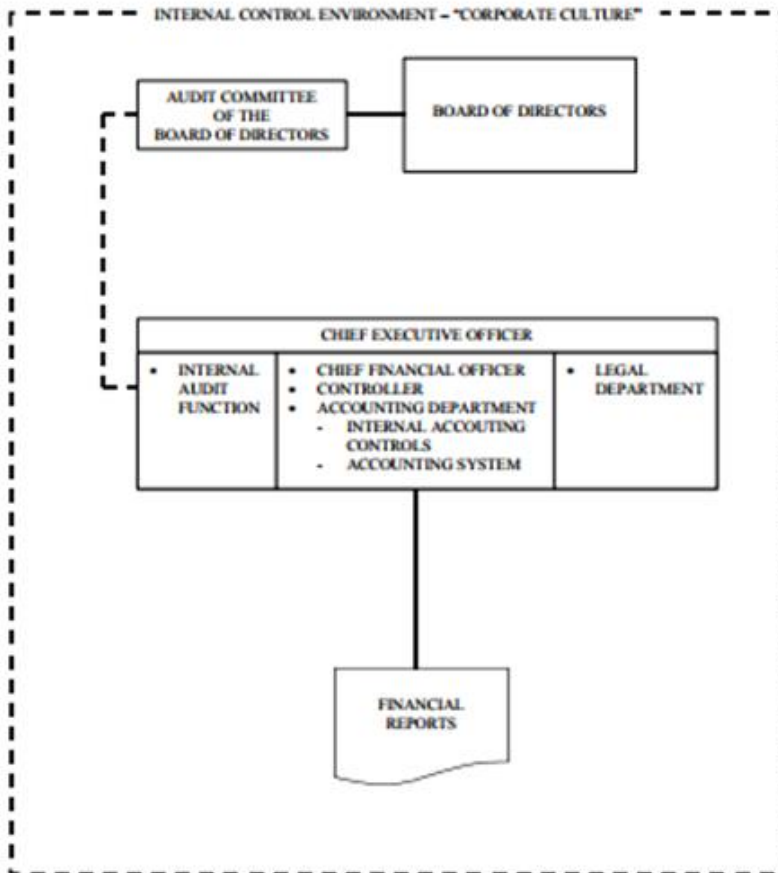 INTERNAL CONTROL ENVIRONMENT – "CORPORATE CULTURE"
AUDIT COMMITTEE
OF THE
BOARD OF DIRECTORS
BOARD OF DIRECTORS
CHIEF EXECUTIVE OFFICER
• INTERNAL
AUDIT
FUNCTION
• CHIEF FINANCIAL OFFICER
• CONTROLLER
• ACCOUNTING DEPARTMENT
- INTERNAL ACCOUTING
CONTROLS
- ACCOUNTING SYSTEM
• LEGAL
DEPARTMENT
FINANCIAL
REPORTS